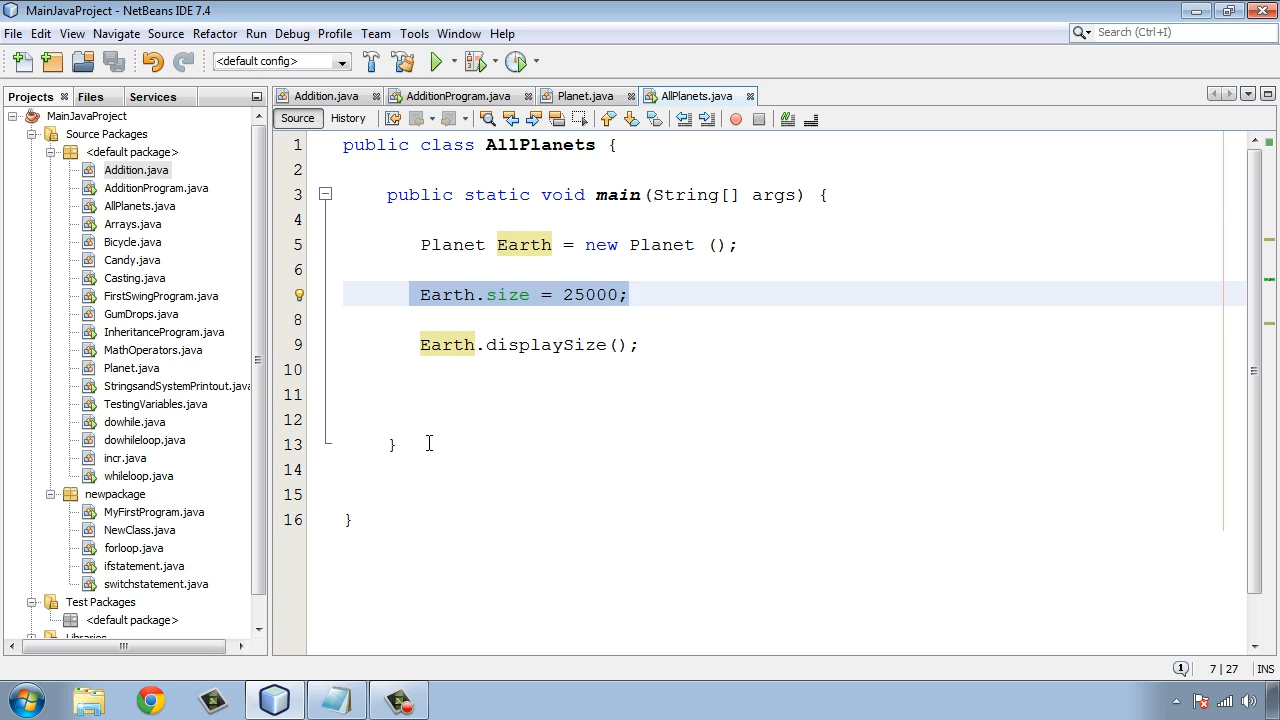 MainJavaProject - NetBeans IDE 7.4
File Edit View Navigate Source Refactor Run Debug Profile Team Tools Window Help
Search (Ctrl+I)
<default config>
Projects Files Services
Addition.java AdditionProgram.java Planet.java AllPlanets.java
Source History
MainJavaProject
Source Packages
<default package>
Addition.java
AdditionProgram.java
AllPlanets.java
Arrays.java
Bicycle.java
Candy.java
Casting.java
FirstSwingProgram.java
GumDrops.java
InheritanceProgram.java
MathOperators.java
Planet.java
StringsandSystemPrintout.java
TestingVariables.java
dowhile.java
dowhileloop.java
incr.java
whileloop.java
newpackage
MyFirstProgram.java
NewClass.java
forloop.java
ifstatement.java
switchstatement.java
Test Packages
<default package>
Libraries
1 public class AllPlanets {
2
3 public static void main(String[] args) {
4
5 Planet Earth = new Planet ();
6
Earth.size = 25000;
8
9 Earth.displaySize();
10
11
12
13 }
14
15
16 }
1
7 | 27 INS